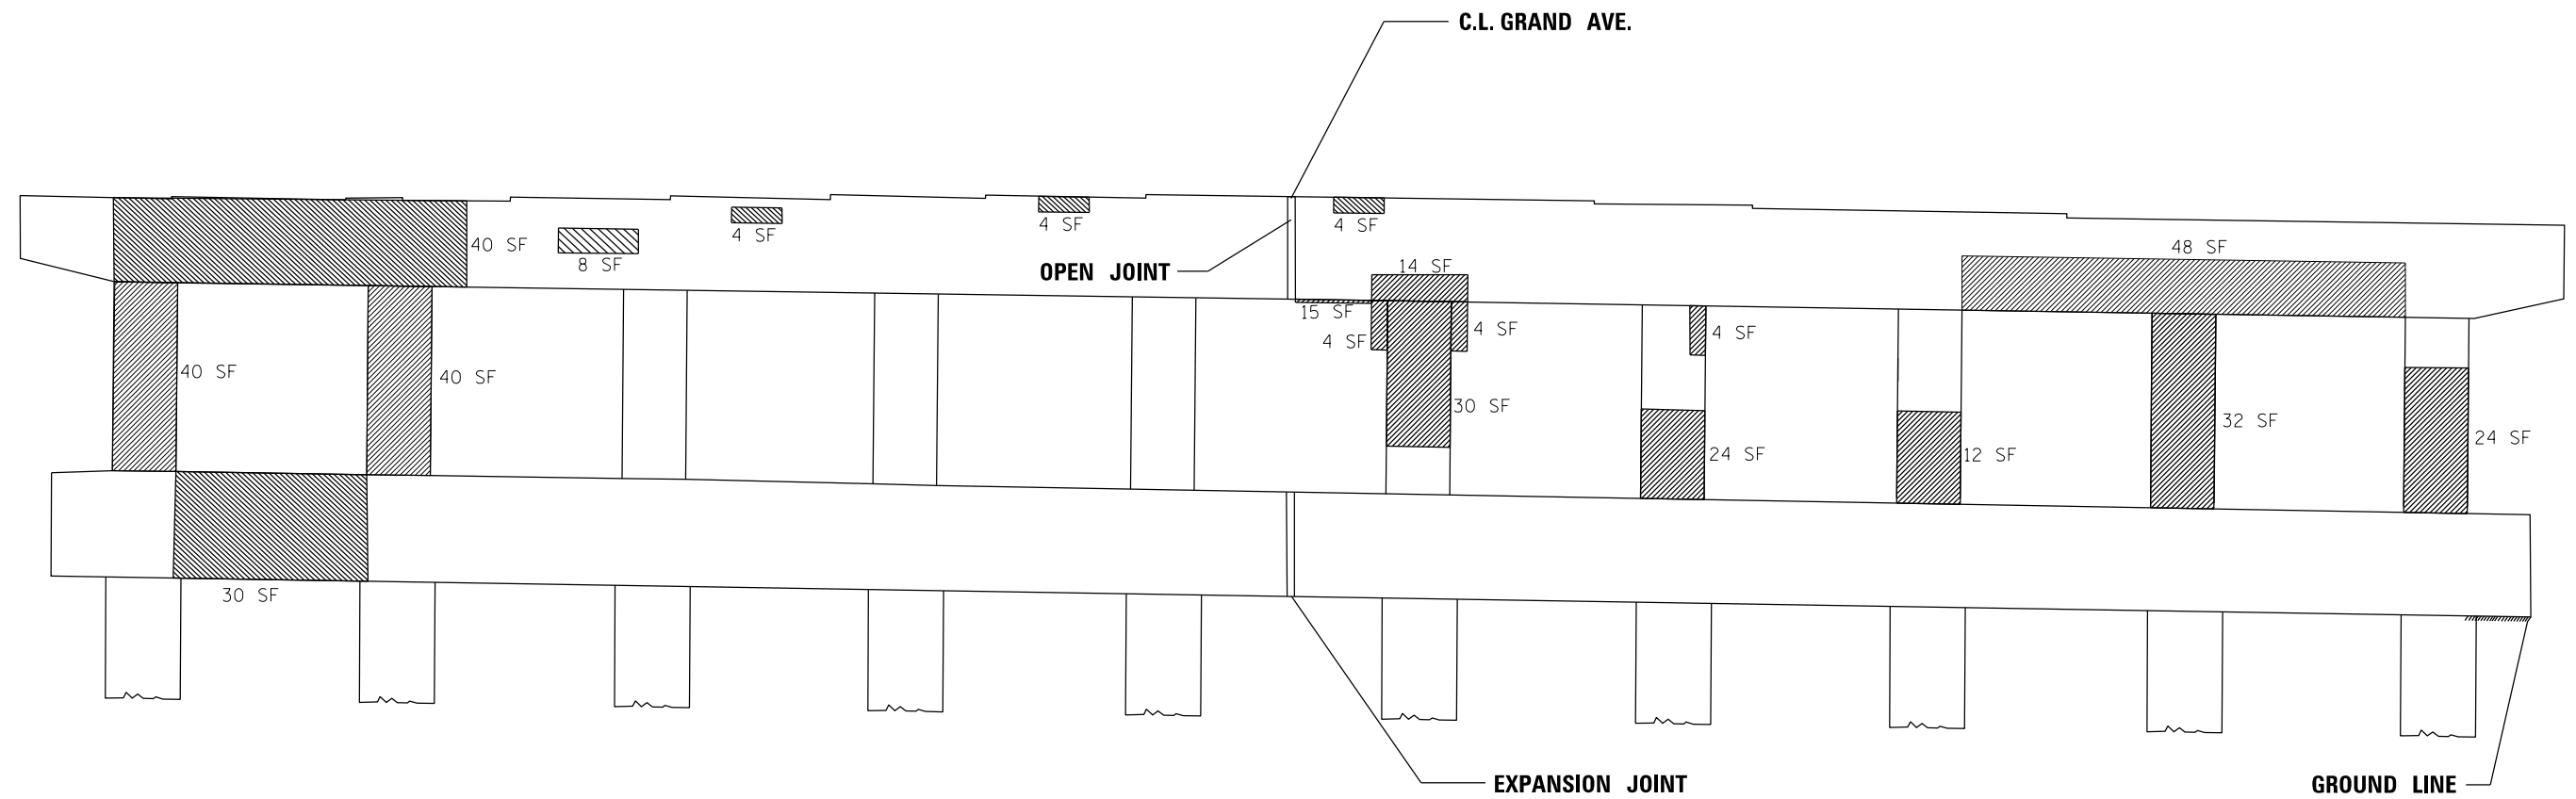 C.L. GRAND AVE.
40 SF
8 SF
4 SF
4 SF
4 SF
OPEN JOINT
14 SF
48 SF
15 SF
4 SF
4 SF
4 SF
40 SF
40 SF
30 SF
24 SF
12 SF
32 SF
24 SF
30 SF
EXPANSION JOINT
GROUND LINE